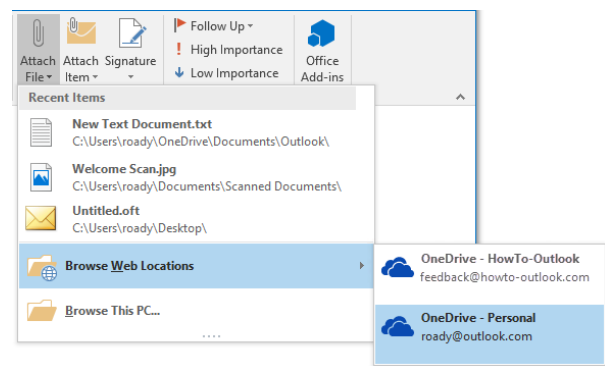 Follow Up
High Importance
Low Importance
Attach File
Attach Item
Signature
Office Add-ins
Recent Items
New Text Document.txt
C:\Users\roady\OneDrive\Documents\Outlook\
Welcome Scan.jpg
C:\Users\roady\Documents\Scanned Documents\
Untitled.oft
C:\Users\roady\Desktop\
Browse Web Locations
OneDrive - HowTo-Outlook
feedback@howto-outlook.com
Browse This PC...
OneDrive - Personal
roady@outlook.com